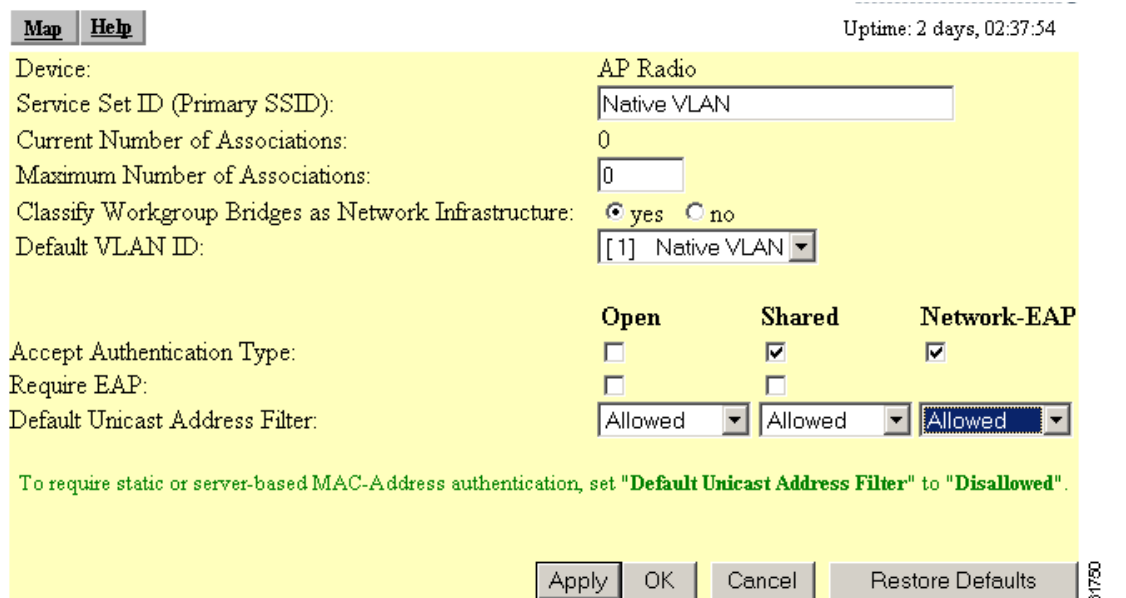 Map Help Uptime: 2 days, 02:37:54
Device: AP Radio
Service Set ID (Primary SSID): Native VLAN
Current Number of Associations: 0
Maximum Number of Associations: 0
Classify Workgroup Bridges as Network Infrastructure: yes no
Default VLAN ID: [1] Native VLAN
Open Shared Network-EAP
Accept Authentication Type:
Require EAP:
Default Unicast Address Filter: Allowed Allowed Allowed
To require static or server-based MAC-Address authentication, set "Default Unicast Address Filter" to "Disallowed".
Apply OK Cancel Restore Defaults